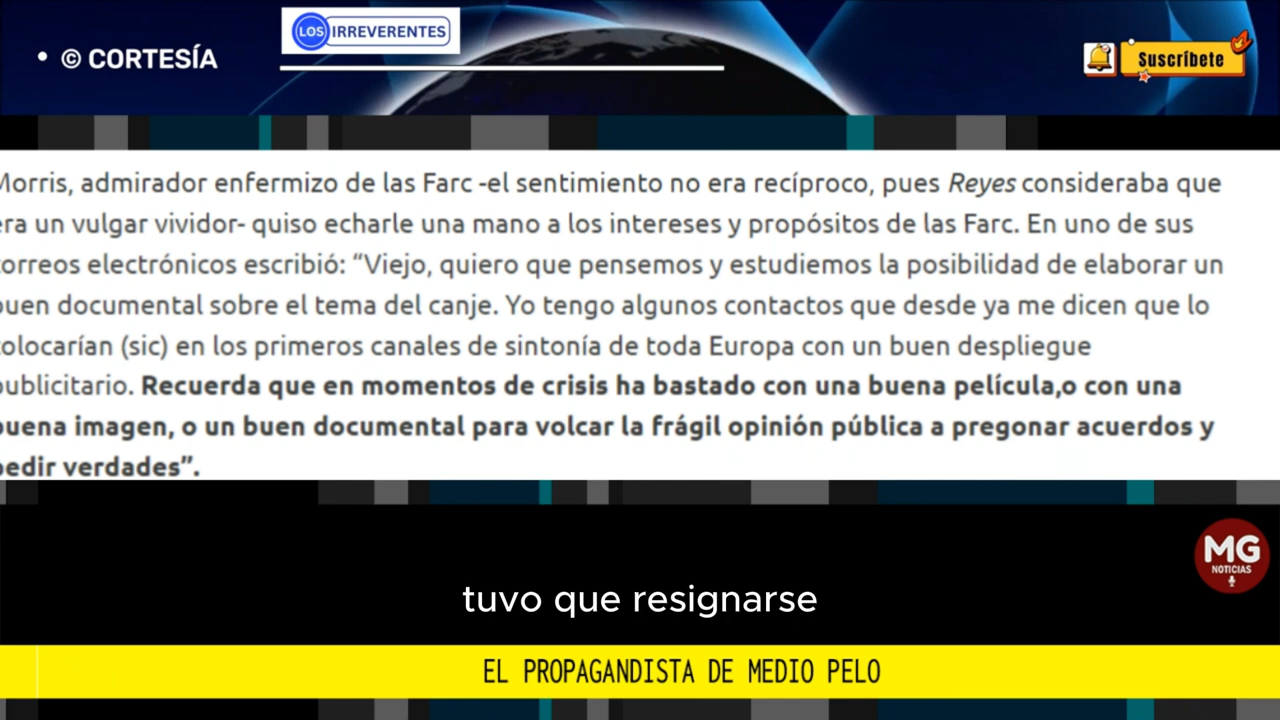 • © CORTESÍA
LOS IRREVERENTES
Suscríbete
Morris, admirador enfermizo de las Farc -el sentimiento no era recíproco, pues Reyes consideraba que
era un vulgar vividor- quiso echarle una mano a los intereses y propósitos de las Farc. En uno de sus
correos electrónicos escribió: “Viejo, quiero que pensemos y estudiemos la posibilidad de elaborar un
buen documental sobre el tema del canje. Yo tengo algunos contactos que desde ya me dicen que lo
colocarían (sic) en los primeros canales de sintonía de toda Europa con un buen despliegue
publicitario. Recuerda que en momentos de crisis ha bastado con una buena película,o con una
buena imagen, o un buen documental para volcar la frágil opinión pública a pregonar acuerdos y
pedir verdades”.
MG
NOTICIAS
tuvo que resignarse
EL PROPAGANDISTA DE MEDIO PELO